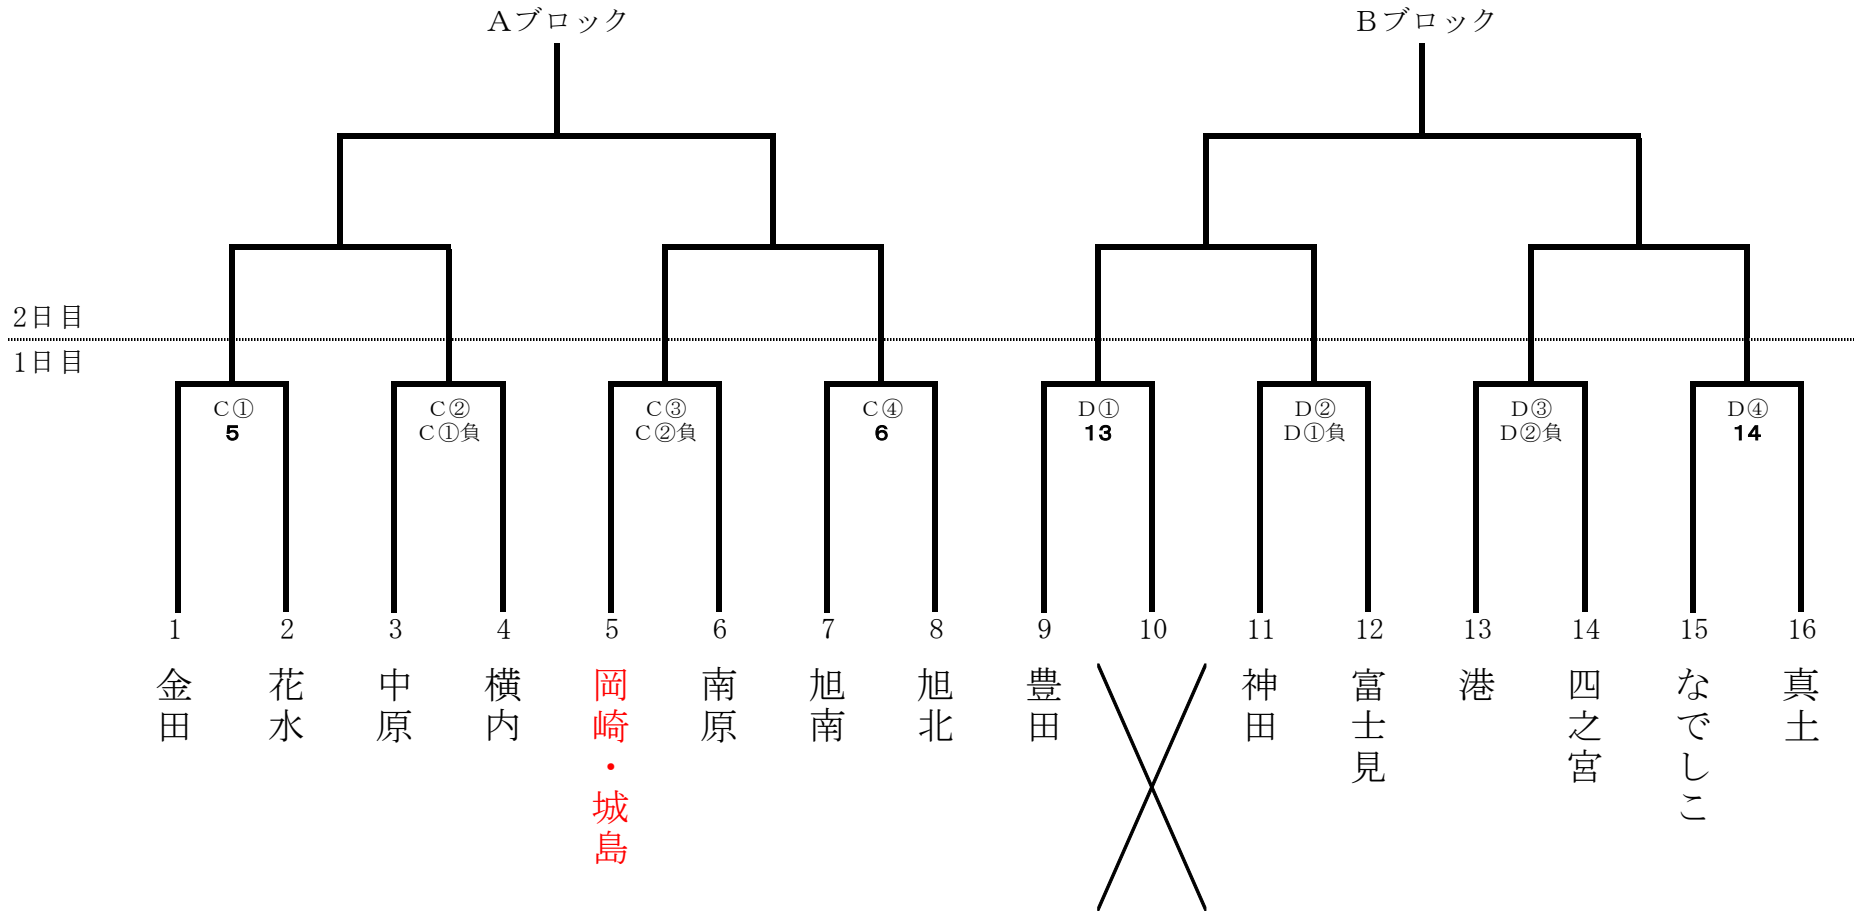 Aブロック
Bブロック
2日目
1日目
C①
5
C②
C①負
C③
C②負
C④
6
D①
13
D②
D①負
D③
D②負
D④
14
1
2
3
4
5
6
7
8
9
10
11
12
13
14
15
16
金田
花水
中原
横内
岡崎・城島
南原
旭南
旭北
豊田
神田
富士見
港
四之宮
なでしこ
真土